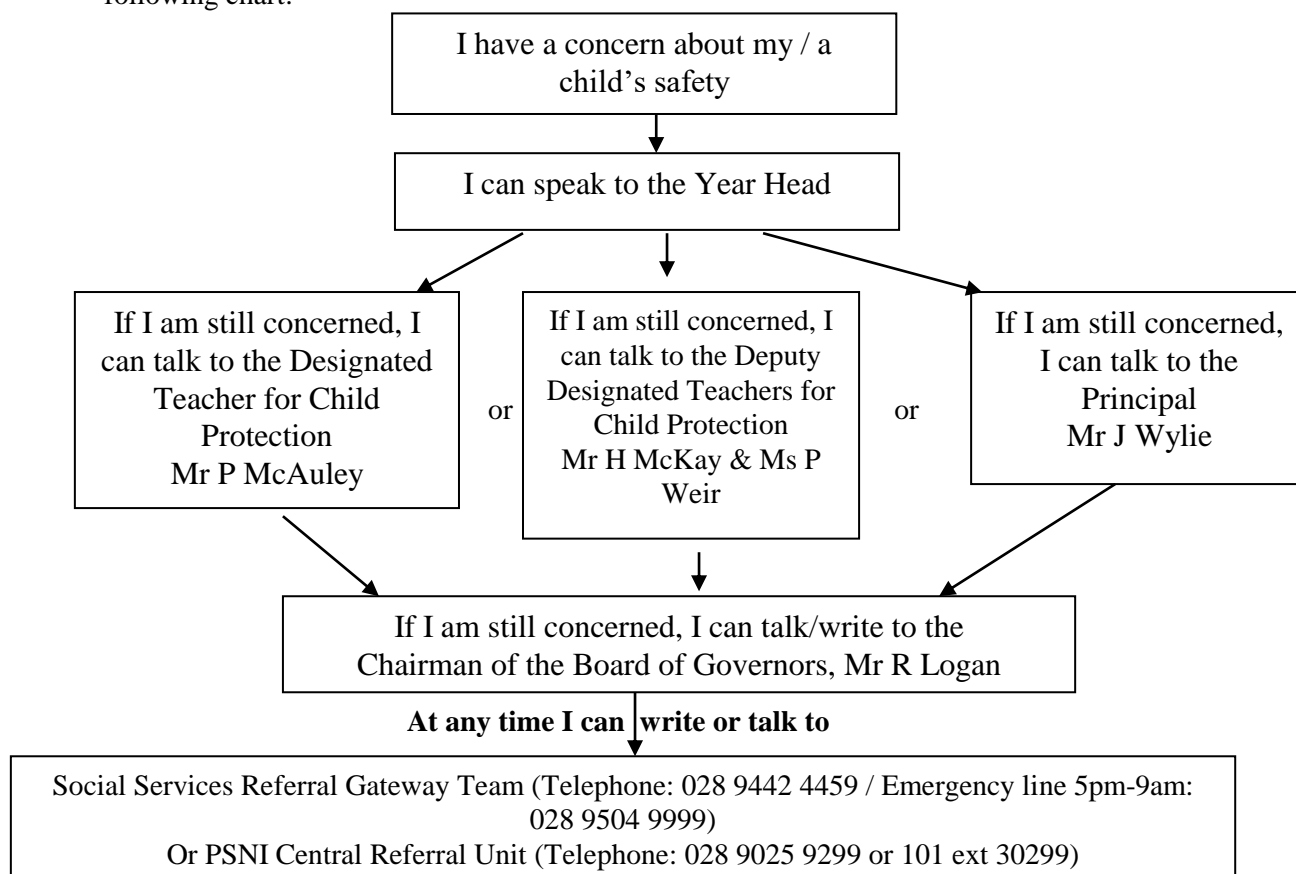 following chart:
I have a concern about my / a
child's safety
I can speak to the Year Head
If I am still concerned, I
can talk to the Designated
Teacher for Child
Protection
Mr P McAuley
or
If I am still concerned, I
can talk to the Deputy
Designated Teachers for
Child Protection
Mr H McKay & Ms P
Weir
or
If I am still concerned,
I can talk to the
Principal
Mr J Wylie
If I am still concerned, I can talk/write to the
Chairman of the Board of Governors, Mr R Logan
At any time I can write or talk to
Social Services Referral Gateway Team (Telephone: 028 9442 4459 / Emergency line 5pm-9am:
028 9504 9999)
Or PSNI Central Referral Unit (Telephone: 028 9025 9299 or 101 ext 30299)